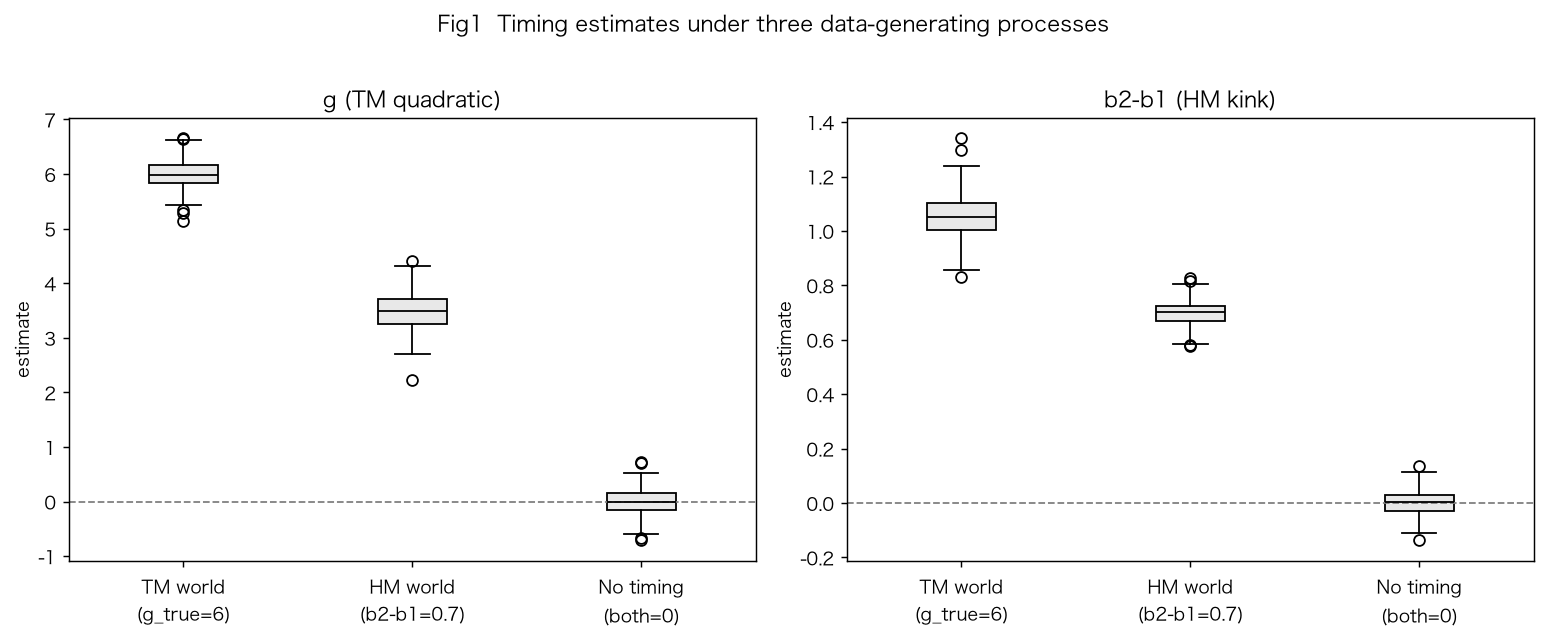 Fig1  Timing estimates under three data-generating processes
g (TM quadratic)
7
6
5
4
3
2
1
0
-1
estimate
TM world
(g_true=6)
HM world
(b2-b1=0.7)
No timing
(both=0)
b2-b1 (HM kink)
1.4
1.2
1.0
0.8
0.6
0.4
0.2
0.0
-0.2
estimate
TM world
(g_true=6)
HM world
(b2-b1=0.7)
No timing
(both=0)